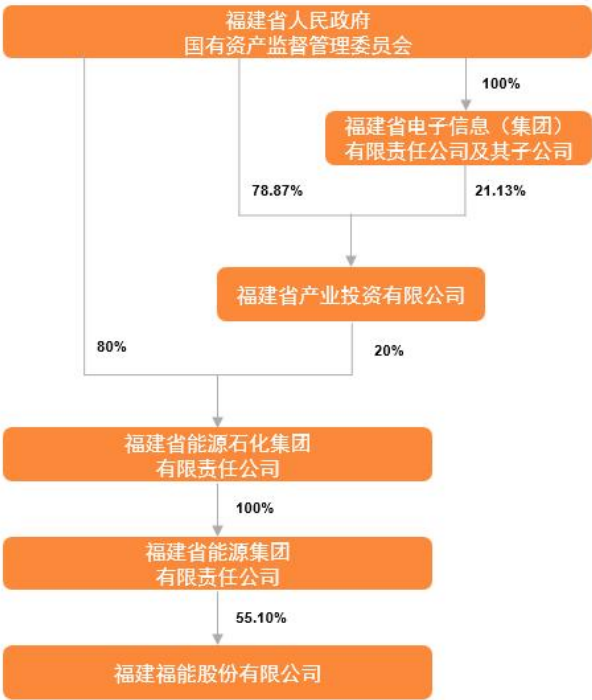 福建省人民政府
国有资产监督管理委员会
100%
福建省电子信息（集团）
有限责任公司及其子公司
78.87%
21.13%
福建省产业投资有限公司
80%
20%
福建省能源石化集团
有限责任公司
100%
福建省能源集团
有限责任公司
55.10%
福建福能股份有限公司